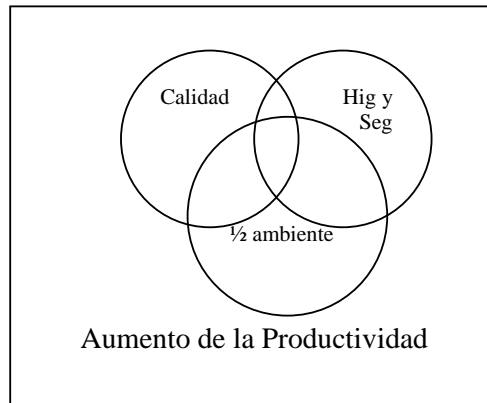 Calidad
Hig y
Seg
½ ambiente
Aumento de la Productividad